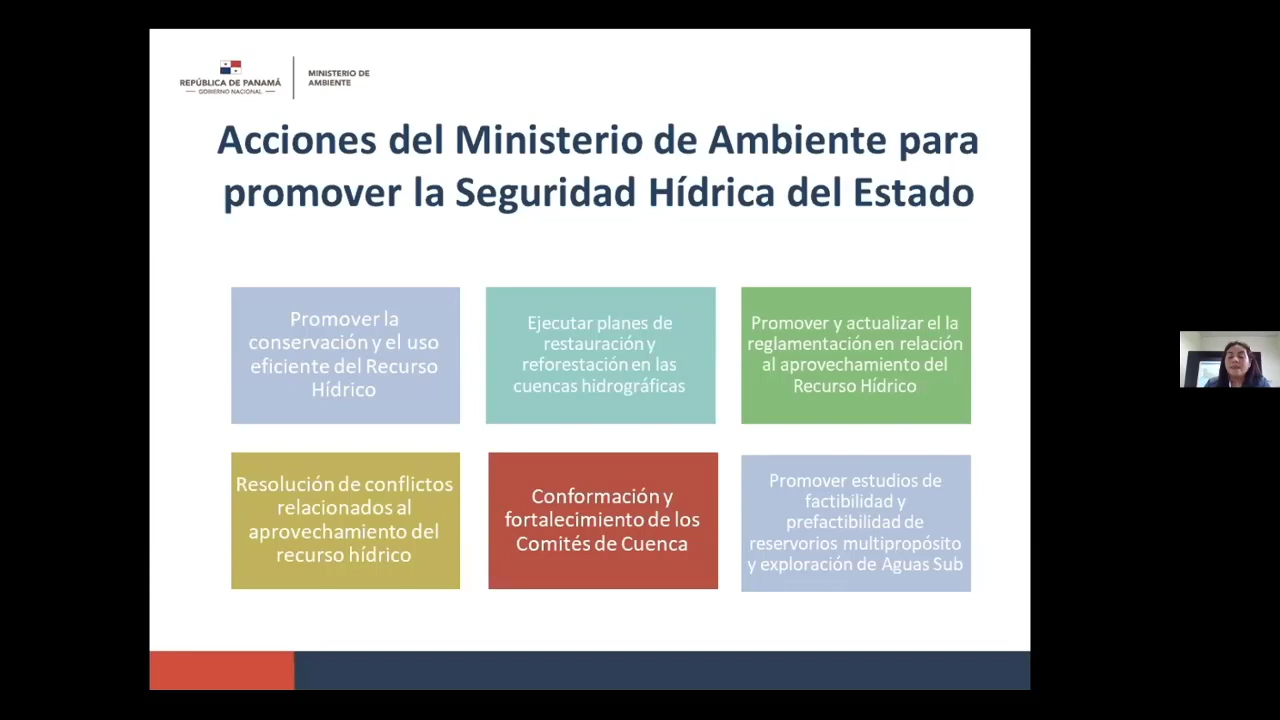 REPÚBLICA DE PANAMÁ
GOBIERNO NACIONAL
MINISTERIO DE
AMBIENTE
Acciones del Ministerio de Ambiente para
promover la Seguridad Hídrica del Estado
Promover la
conservación y el uso
eficiente del Recurso
Hídrico
Ejecutar planes de
restauración y
reforestación en las
cuencas hidrográficas
Promover y actualizar el la
reglamentación en relación
al aprovechamiento del
Recurso Hídrico
Resolución de conflictos
relacionados al
aprovechamiento del
recurso hídrico
Conformación y
fortalecimiento de los
Comités de Cuenca
Promover estudios de
factibilidad y
prefactibilidad de
reservorios multipropósito
y exploración de Aguas Sub